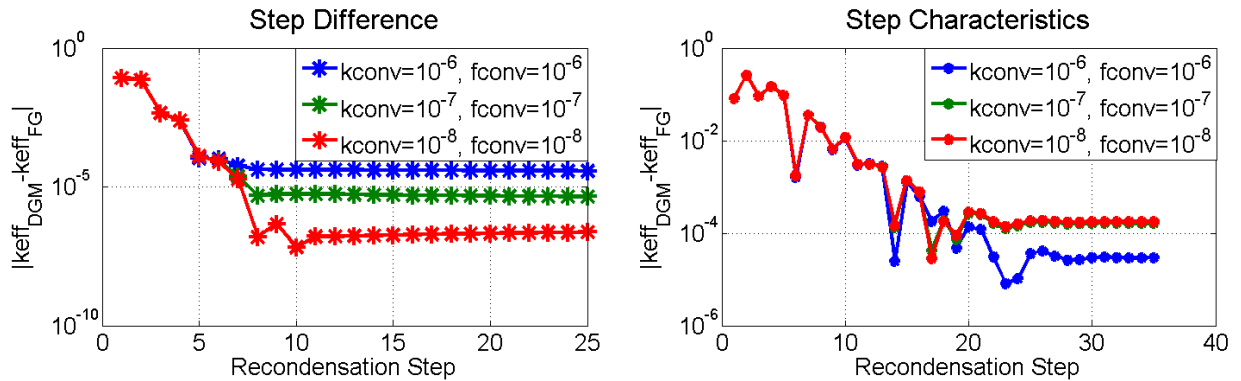 Step Difference
|keff_DGM-keff_FG|
10^0
10^-5
10^-10
kconv=10^-6, fconv=10^-6
kconv=10^-7, fconv=10^-7
kconv=10^-8, fconv=10^-8
0 5 10 15 20 25
Recondensation Step
Step Characteristics
|keff_DGM-keff_FG|
10^0
10^-2
10^-4
10^-6
kconv=10^-6, fconv=10^-6
kconv=10^-7, fconv=10^-7
kconv=10^-8, fconv=10^-8
0 10 20 30 40
Recondensation Step